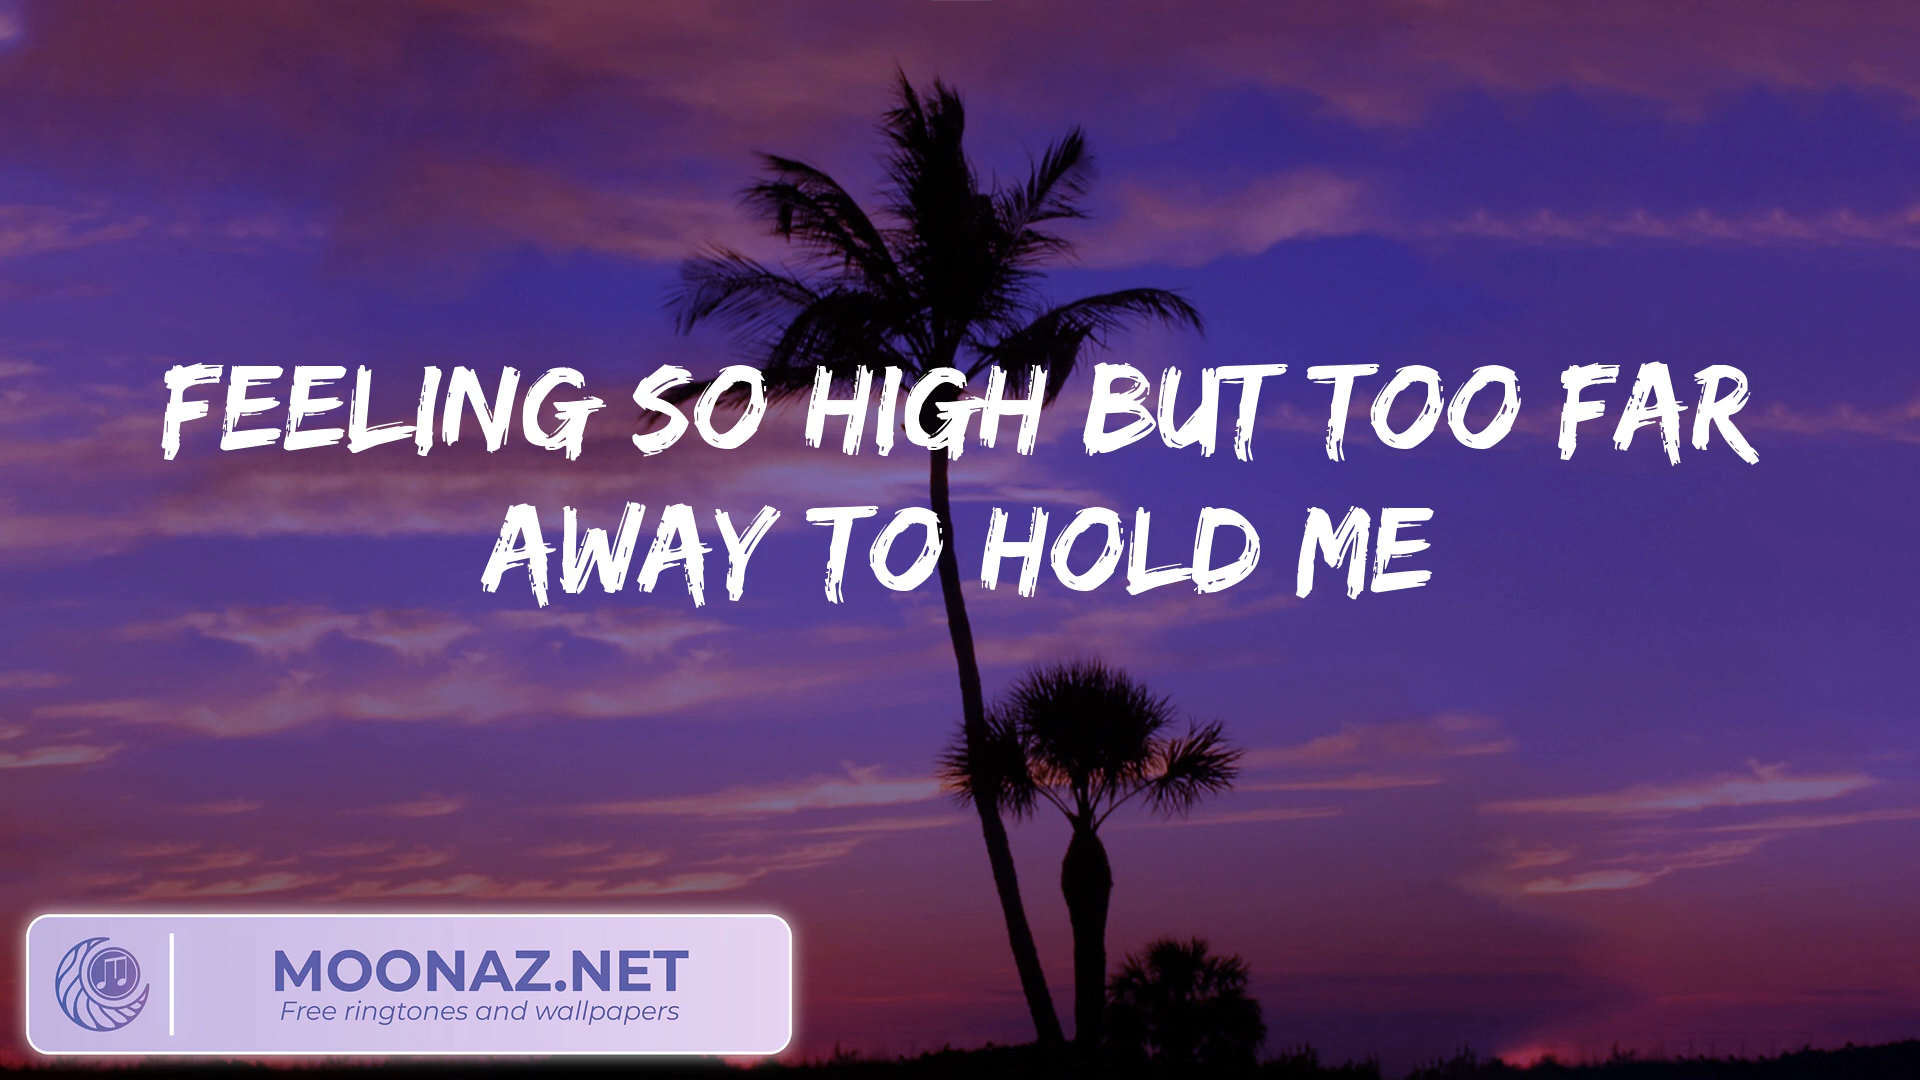 FEELING SO HIGH BUT TOO FAR
AWAY TO HOLD ME
MOONAZ.NET
Free ringtones and wallpapers